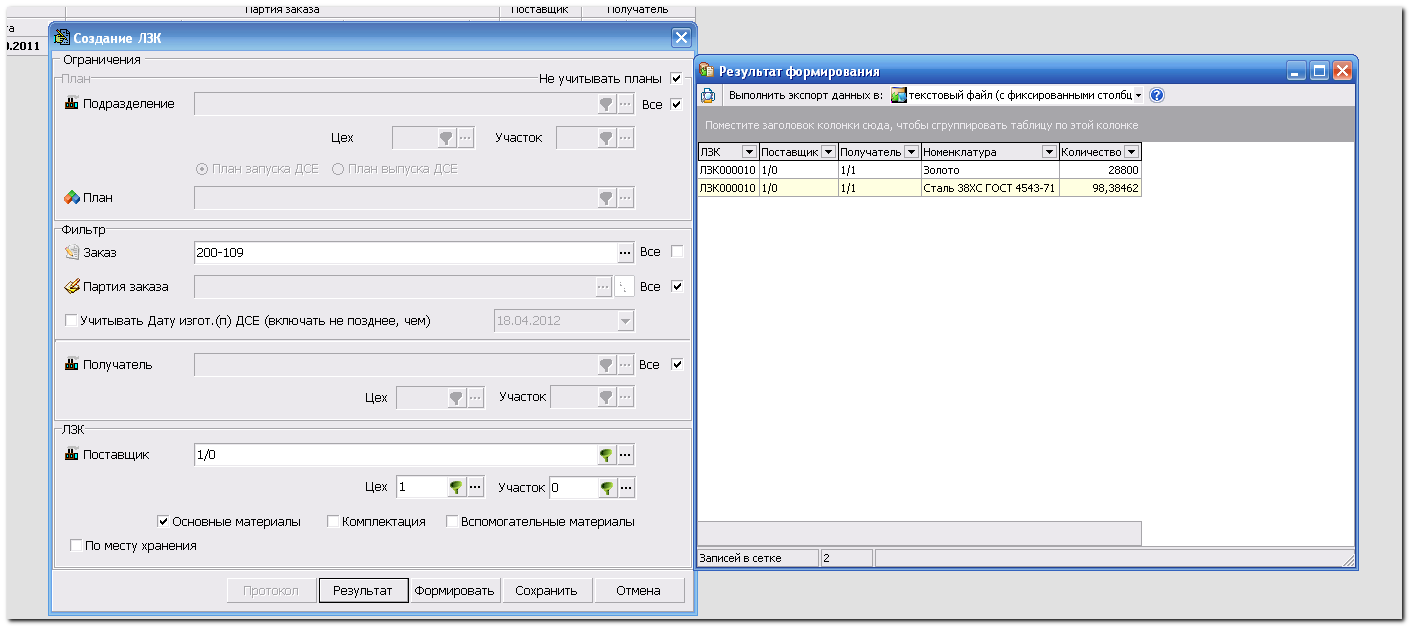 Партия заказа Поставщик Получатель
та
0.2011
Создание ЛЗК
Ограничения
План Не учитывать планы
Подразделение Все
Цех Участок
План запуска ДСЕ План выпуска ДСЕ
План
Фильтр
Заказ 200-109 Все
Партия заказа Все
Учитывать Дату изгот.(п) ДСЕ (включать не позднее, чем) 18.04.2012
Получатель Все
Цех Участок
ЛЗК
Поставщик 1/0
Цех 1 Участок 0
Основные материалы Комплектация Вспомогательные материалы
По месту хранения
Протокол Результат Формировать Сохранить Отмена
Результат формирования
Выполнить экспорт данных в: текстовый файл (с фиксированными столбц
Поместите заголовок колонки сюда, чтобы сгруппировать таблицу по этой колонке
ЛЗК Поставщик Получатель Номенклатура Количество
ЛЗК000010 1/0 1/1 Золото 28800
ЛЗК000010 1/0 1/1 Сталь 38ХС ГОСТ 4543-71 98,38462
Записей в сетке 2